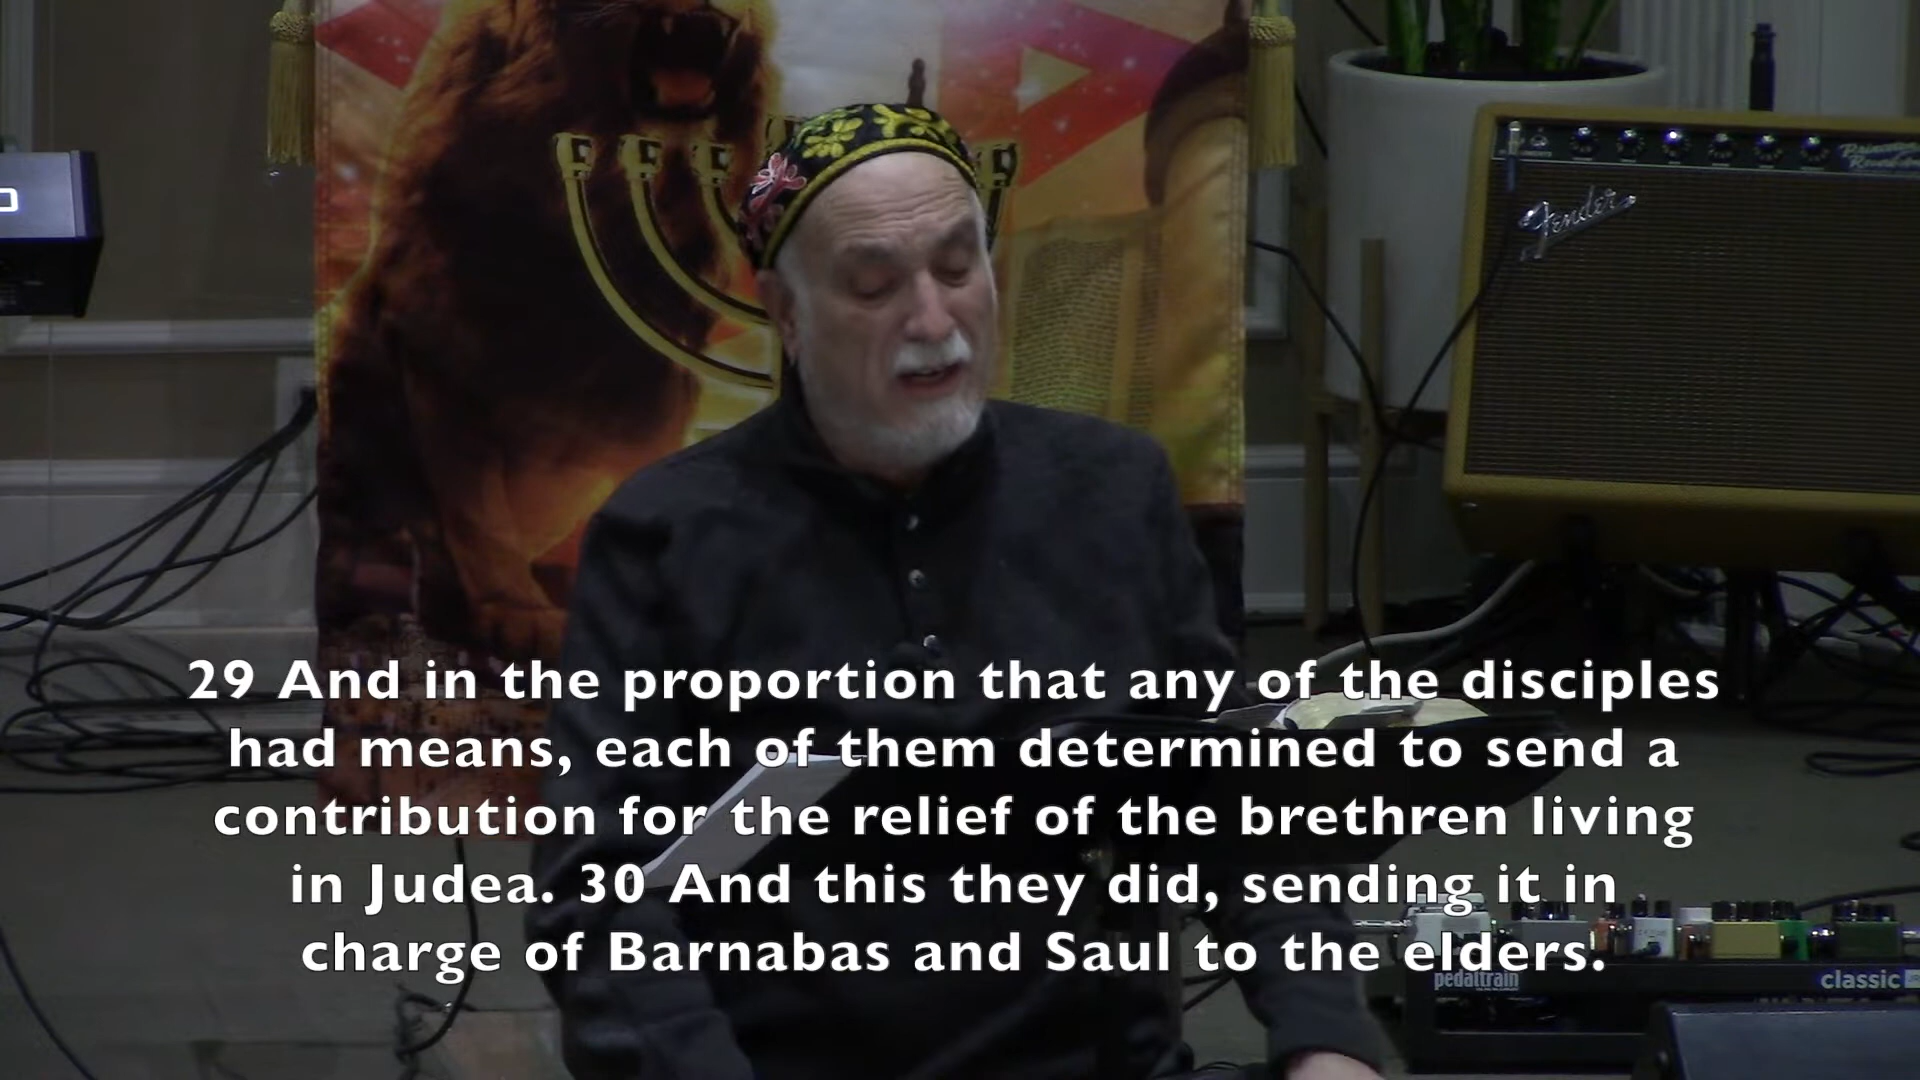 Princeton
Reverb
Fender
29 And in the proportion that any of the disciples
had means, each of them determined to send a
contribution for the relief of the brethren living
in Judea. 30 And this they did, sending it in
charge of Barnabas and Saul to the elders.
pedaltrain
classic